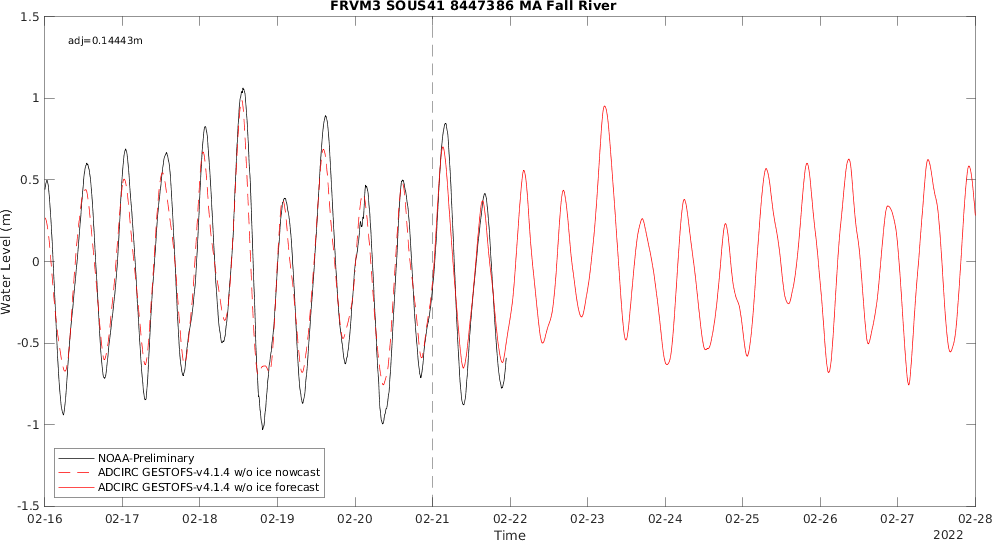 FRVM3 SOUS41 8447386 MA Fall River
1.5
adj=0.14443m
1
0.5
0
-0.5
-1
-1.5
Water Level (m)
NOAA-Preliminary
ADCIRC GESTOFS-v4.1.4 w/o ice nowcast
ADCIRC GESTOFS-v4.1.4 w/o ice forecast
02-16 02-17 02-18 02-19 02-20 02-21 02-22 02-23 02-24 02-25 02-26 02-27 02-28
Time
2022